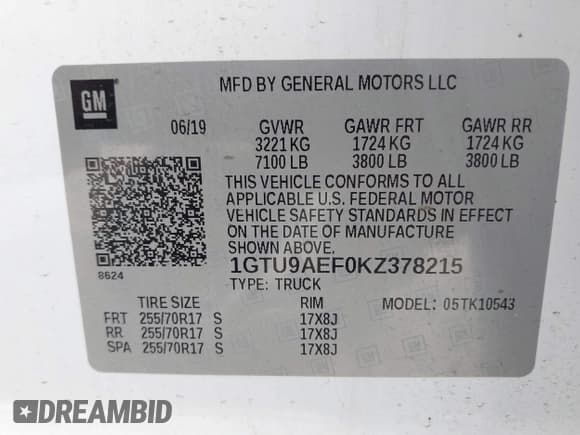 GM
MFD BY GENERAL MOTORS LLC
06/19 GVWR GAWR FRT GAWR RR
3221 KG 1724 KG 1724 KG
7100 LB 3800 LB 3800 LB
THIS VEHICLE CONFORMS TO ALL
APPLICABLE U.S. FEDERAL MOTOR
VEHICLE SAFETY STANDARDS IN EFFECT
ON THE DATE OF MANUFACTURE
SHOWN ABOVE.
8624
1GTU9AEF0KZ378215
TYPE: TRUCK
TIRE SIZE RIM MODEL: 05TK10543
FRT 255/70R17 S 17X8J
RR 255/70R17 S 17X8J
SPA 255/70R17 S 17X8J
DREAMBID